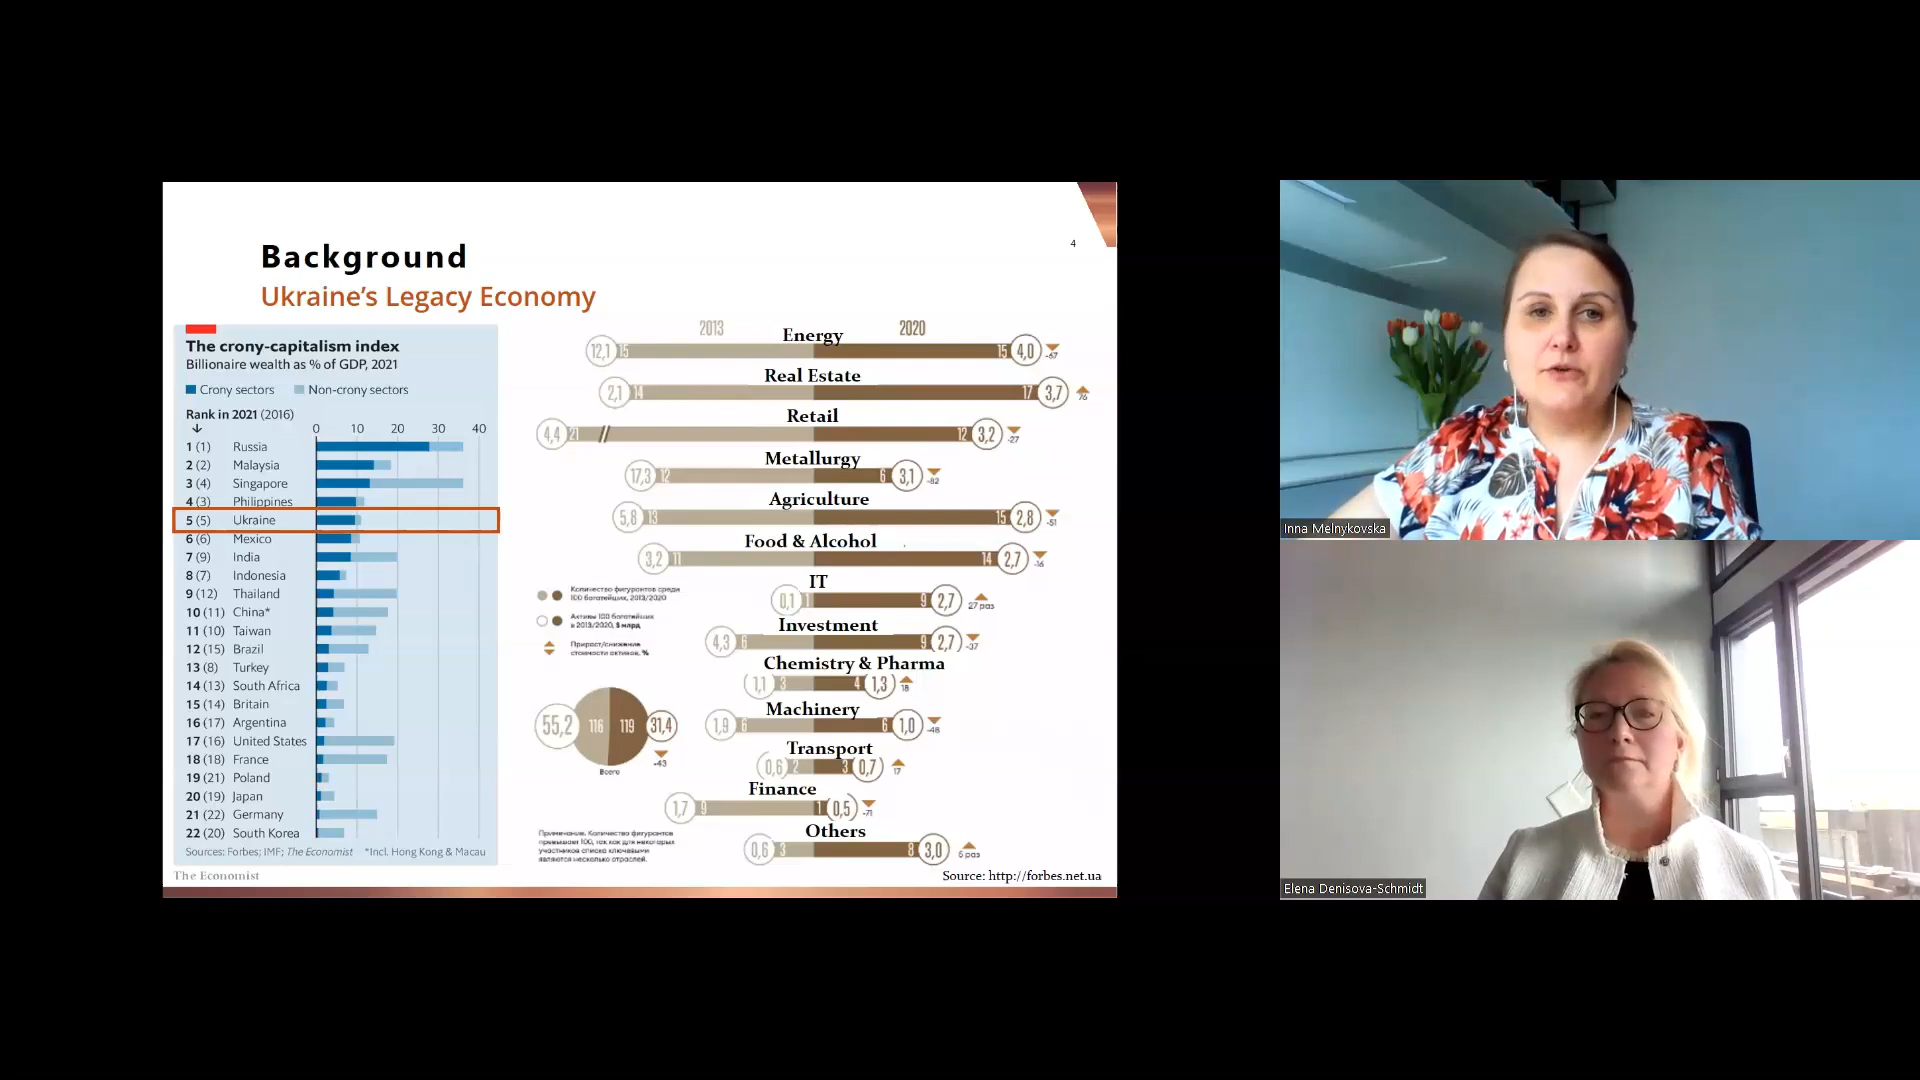 4
Background
Ukraine's Legacy Economy
The crony-capitalism index
Billionaire wealth as % of GDP, 2021
Crony sectors Non-crony sectors
Rank in 2021 (2016)
0 10 20 30 40
1 (1) Russia
2 (2) Malaysia
3 (4) Singapore
4 (3) Philippines
5 (5) Ukraine
6 (6) Mexico
7 (9) India
8 (7) Indonesia
9 (12) Thailand
10 (11) China*
11 (10) Taiwan
12 (15) Brazil
13 (8) Turkey
14 (13) South Africa
15 (14) Britain
16 (17) Argentina
17 (16) United States
18 (18) France
19 (21) Poland
20 (19) Japan
21 (22) Germany
22 (20) South Korea
Sources: Forbes; IMF; The Economist *Incl. Hong Kong & Macau
The Economist
2013 2020
Energy
12,1 15 15 4,0 -67
Real Estate
2,1 14 17 3,7 76
Retail
4,4 21 12 3,2 -27
Metallurgy
17,3 12 6 3,1 -82
Agriculture
5,8 13 15 2,8 -51
Food & Alcohol
3,2 11 14 2,7 -16
IT
0,1 1 9 2,7 27 раз
Investment
4,3 6 9 2,7 -37
Chemistry & Pharma
1,1 3 4 1,3 18
Machinery
1,9 6 6 1,0 -48
Transport
0,6 2 3 0,7 17
Finance
1,7 9 1 0,5 -71
Others
0,6 3 8 3,0 5 раз
Количество фигурантов среди
100 богатейших, 2013/2020
Активы 100 богатейших
в 2013/2020, $ млрд
Прирост/снижение
стоимости активов, %
55,2 116 119 31,4
-43
Всего
Примечание. Количество фигурантов
превышает 100, так как для некоторых
участников списка ключевыми
являются несколько отраслей.
Source: http://forbes.net.ua
Inna Melnykovska
Elena Denisova-Schmidt